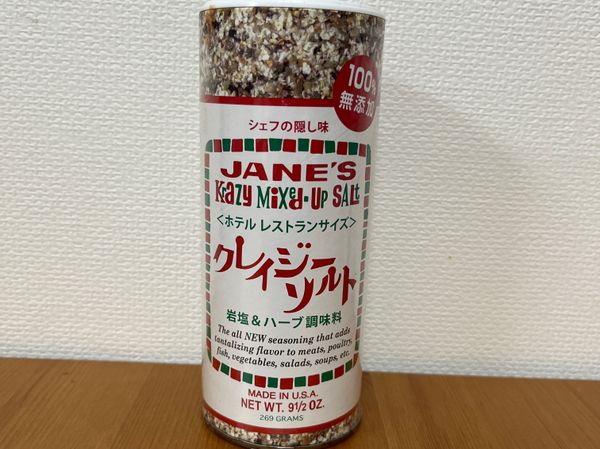 100%
無添加
シェフの隠し味
JANE'S
KRAZY MIXED-UP SALT
<ホテル レストランサイズ>
クレイジー
ソルト
岩塩&ハーブ調味料
The all NEW seasoning that adds
tantalizing flavor to meats, poultry,
fish, vegetables, salads, soups, etc.
MADE IN U.S.A.
NET WT. 9 1/2 OZ.
269 GRAMS